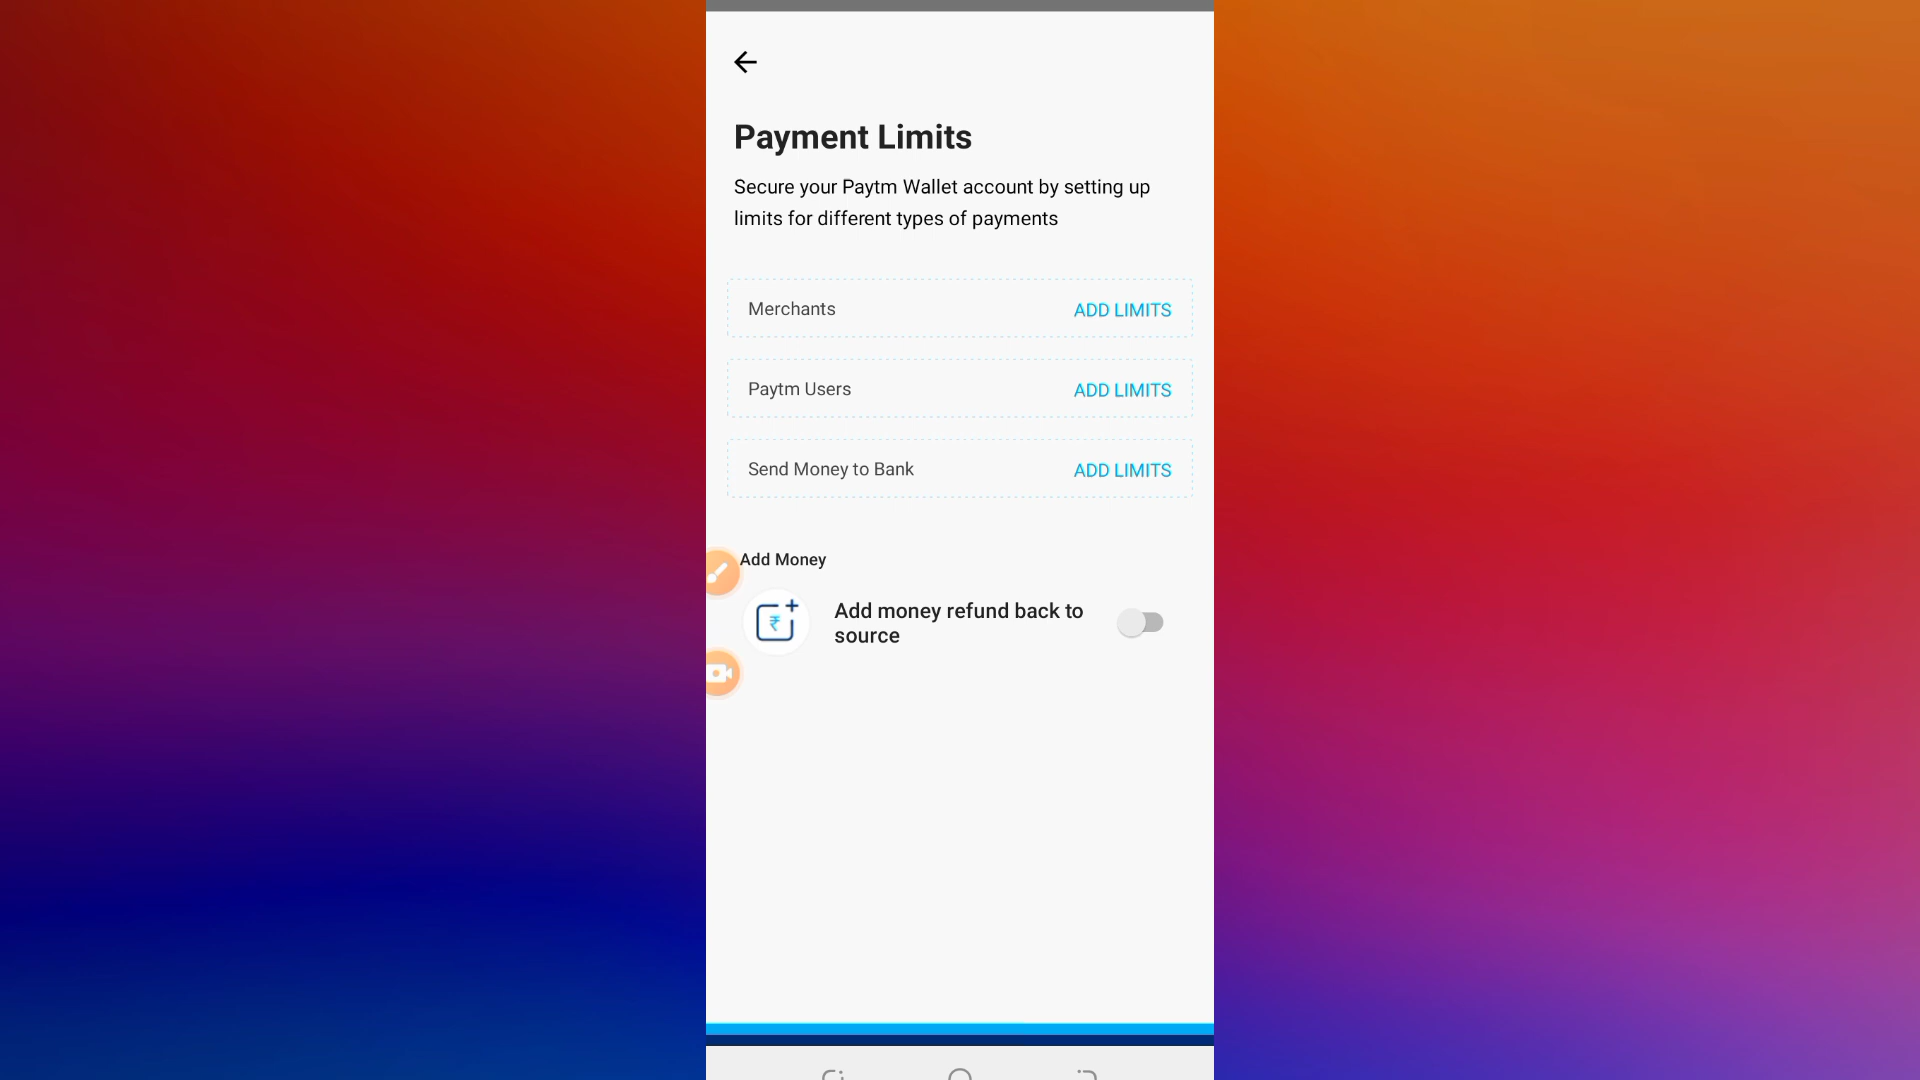 Payment Limits
Secure your Paytm Wallet account by setting up
limits for different types of payments
Merchants ADD LIMITS
Paytm Users ADD LIMITS
Send Money to Bank ADD LIMITS
Add Money
₹
Add money refund back to
source